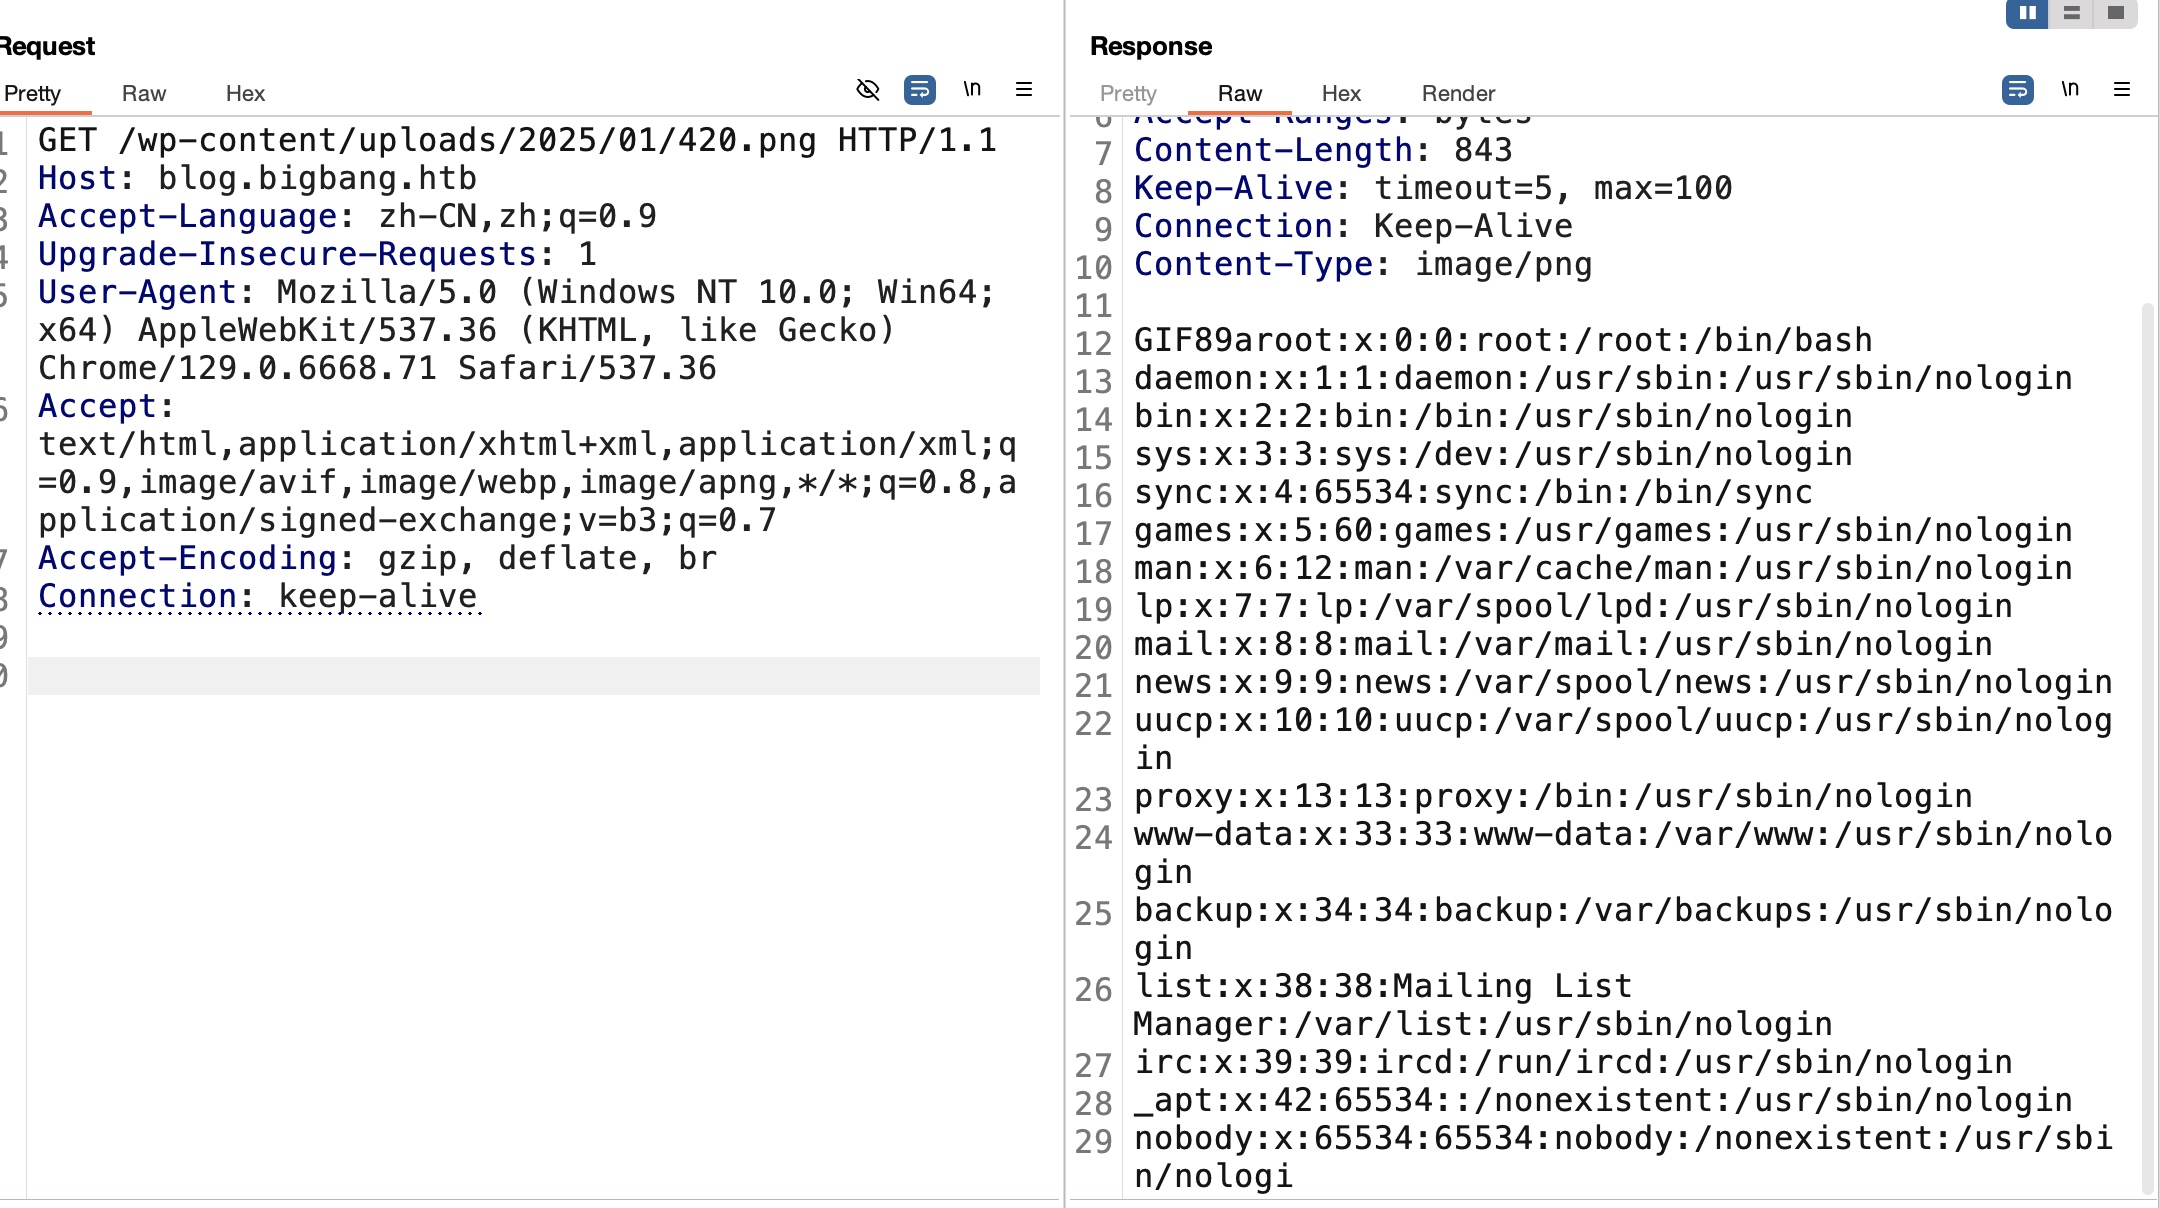 Request
Pretty Raw Hex \n
1 GET /wp-content/uploads/2025/01/420.png HTTP/1.1
2 Host: blog.bigbang.htb
3 Accept-Language: zh-CN,zh;q=0.9
4 Upgrade-Insecure-Requests: 1
5 User-Agent: Mozilla/5.0 (Windows NT 10.0; Win64;
x64) AppleWebKit/537.36 (KHTML, like Gecko)
Chrome/129.0.6668.71 Safari/537.36
6 Accept:
text/html,application/xhtml+xml,application/xml;q
=0.9,image/avif,image/webp,image/apng,*/*;q=0.8,a
pplication/signed-exchange;v=b3;q=0.7
7 Accept-Encoding: gzip, deflate, br
8 Connection: keep-alive
9
0
Response
Pretty Raw Hex Render \n
6 Accept-Ranges: bytes
7 Content-Length: 843
8 Keep-Alive: timeout=5, max=100
9 Connection: Keep-Alive
10 Content-Type: image/png
11
12 GIF89aroot:x:0:0:root:/root:/bin/bash
13 daemon:x:1:1:daemon:/usr/sbin:/usr/sbin/nologin
14 bin:x:2:2:bin:/bin:/usr/sbin/nologin
15 sys:x:3:3:sys:/dev:/usr/sbin/nologin
16 sync:x:4:65534:sync:/bin:/bin/sync
17 games:x:5:60:games:/usr/games:/usr/sbin/nologin
18 man:x:6:12:man:/var/cache/man:/usr/sbin/nologin
19 lp:x:7:7:lp:/var/spool/lpd:/usr/sbin/nologin
20 mail:x:8:8:mail:/var/mail:/usr/sbin/nologin
21 news:x:9:9:news:/var/spool/news:/usr/sbin/nologin
22 uucp:x:10:10:uucp:/var/spool/uucp:/usr/sbin/nolog
in
23 proxy:x:13:13:proxy:/bin:/usr/sbin/nologin
24 www-data:x:33:33:www-data:/var/www:/usr/sbin/nolo
gin
25 backup:x:34:34:backup:/var/backups:/usr/sbin/nolo
gin
26 list:x:38:38:Mailing List
Manager:/var/list:/usr/sbin/nologin
27 irc:x:39:39:ircd:/run/ircd:/usr/sbin/nologin
28 _apt:x:42:65534::/nonexistent:/usr/sbin/nologin
29 nobody:x:65534:65534:nobody:/nonexistent:/usr/sbi
n/nologi